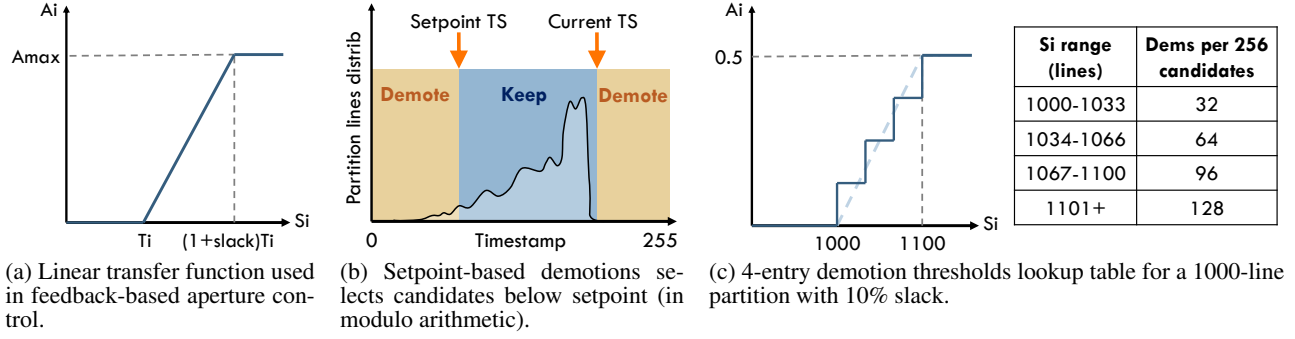 Ai
Amax
Ti
(1+slack)Ti
Si
(a) Linear transfer function used
in feedback-based aperture con-
trol.
Setpoint TS
Current TS
Partition lines distrib
Demote
Keep
Demote
0
Timestamp
255
(b) Setpoint-based demotions se-
lects candidates below setpoint (in
modulo arithmetic).
Ai
0.5
1000
1100
Si
Si range
(lines)
Dems per 256
candidates
1000-1033
32
1034-1066
64
1067-1100
96
1101+
128
(c) 4-entry demotion thresholds lookup table for a 1000-line
partition with 10% slack.